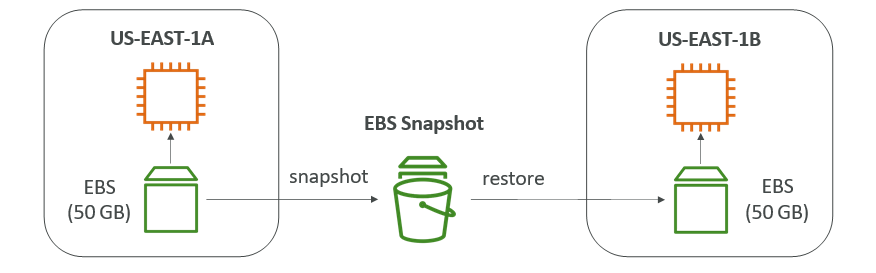 US-EAST-1A
EBS
(50 GB)
snapshot
EBS Snapshot
restore
US-EAST-1B
EBS
(50 GB)